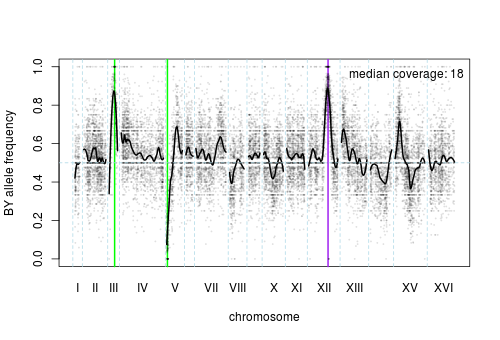 median coverage: 18
BY allele frequency
1.0
0.8
0.6
0.4
0.2
0.0
I II III IV V VII VIII X XI XII XIII XV XVI
chromosome